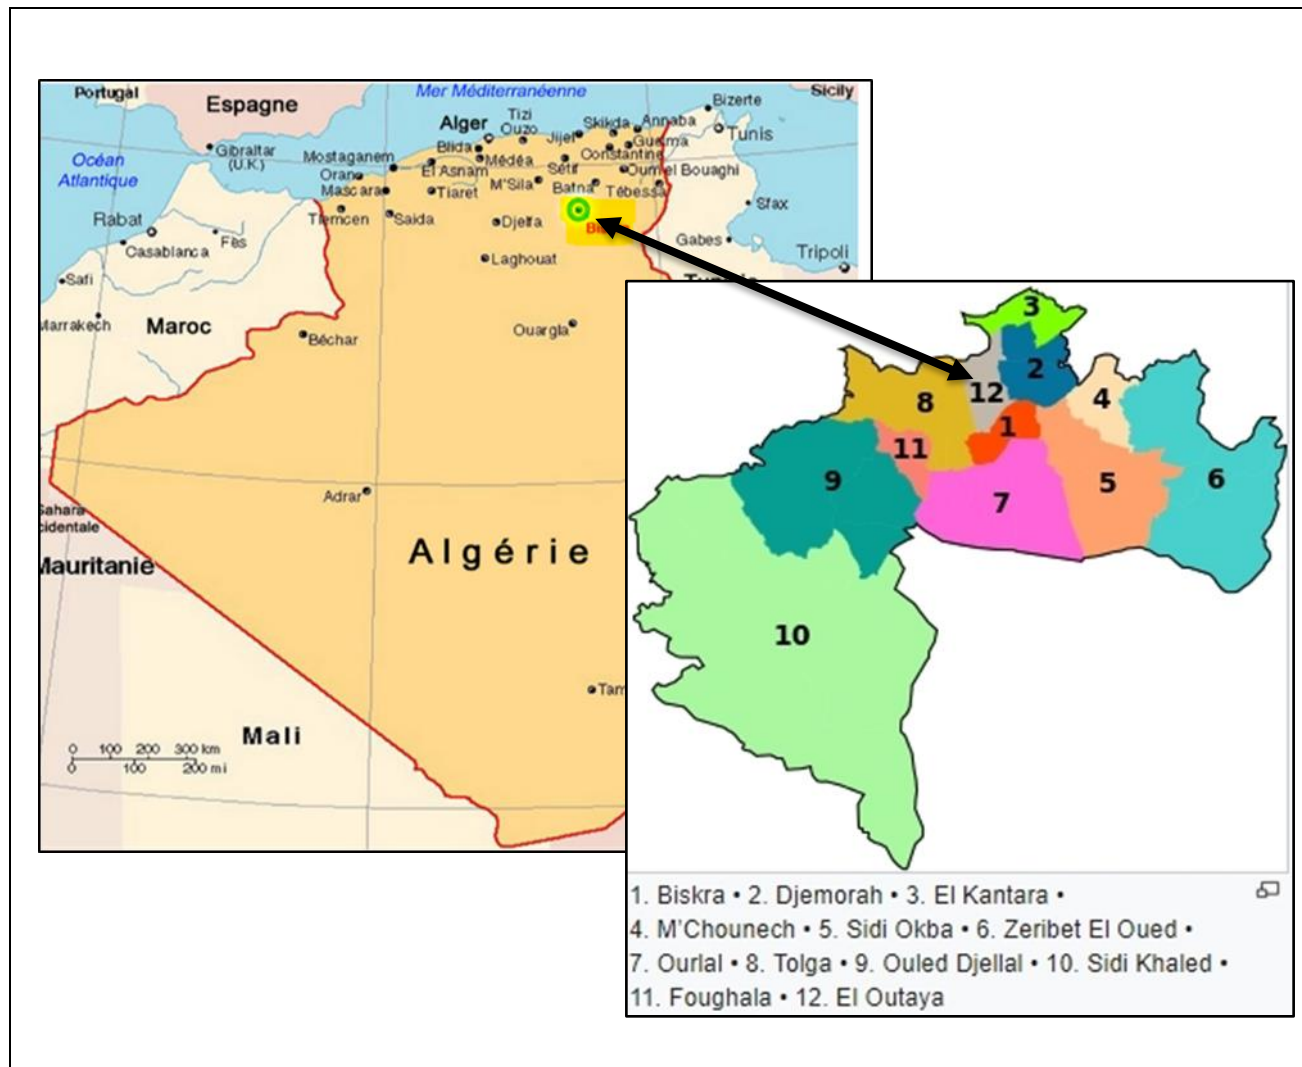 Portugal
Espagne
Mer Méditerranéenne
Sicily
Océan
Atlantique
Gibraltar
(U.K.)
Alger
Tizi
Ouzo
Jijel
Skikda
Annaba
Bizerte
Tunis
Blida
Médéa
Sétif
Constantine
Guelma
Mostaganem
Oran
El Asnam
M'Sila
Batna
Oum el Bouaghi
Tébessa
Mascara
Tiaret
Tlemcen
Saida
Djelfa
Sfax
Rabat
Casablanca
Fès
Gabes
Tripoli
Laghouat
Safi
Marrakech
Maroc
Béchar
Ouargla
Adrar
Algérie
Sahara
cidentale
Mauritanie
Tam
Mali
0 100 200 300 km
0 100 200 mi
3
2
12
4
8
1
11
9
5
6
7
10
1. Biskra • 2. Djemorah • 3. El Kantara •
4. M'Chounech • 5. Sidi Okba • 6. Zeribet El Oued •
7. Ourlal • 8. Tolga • 9. Ouled Djellal • 10. Sidi Khaled •
11. Foughala • 12. El Outaya